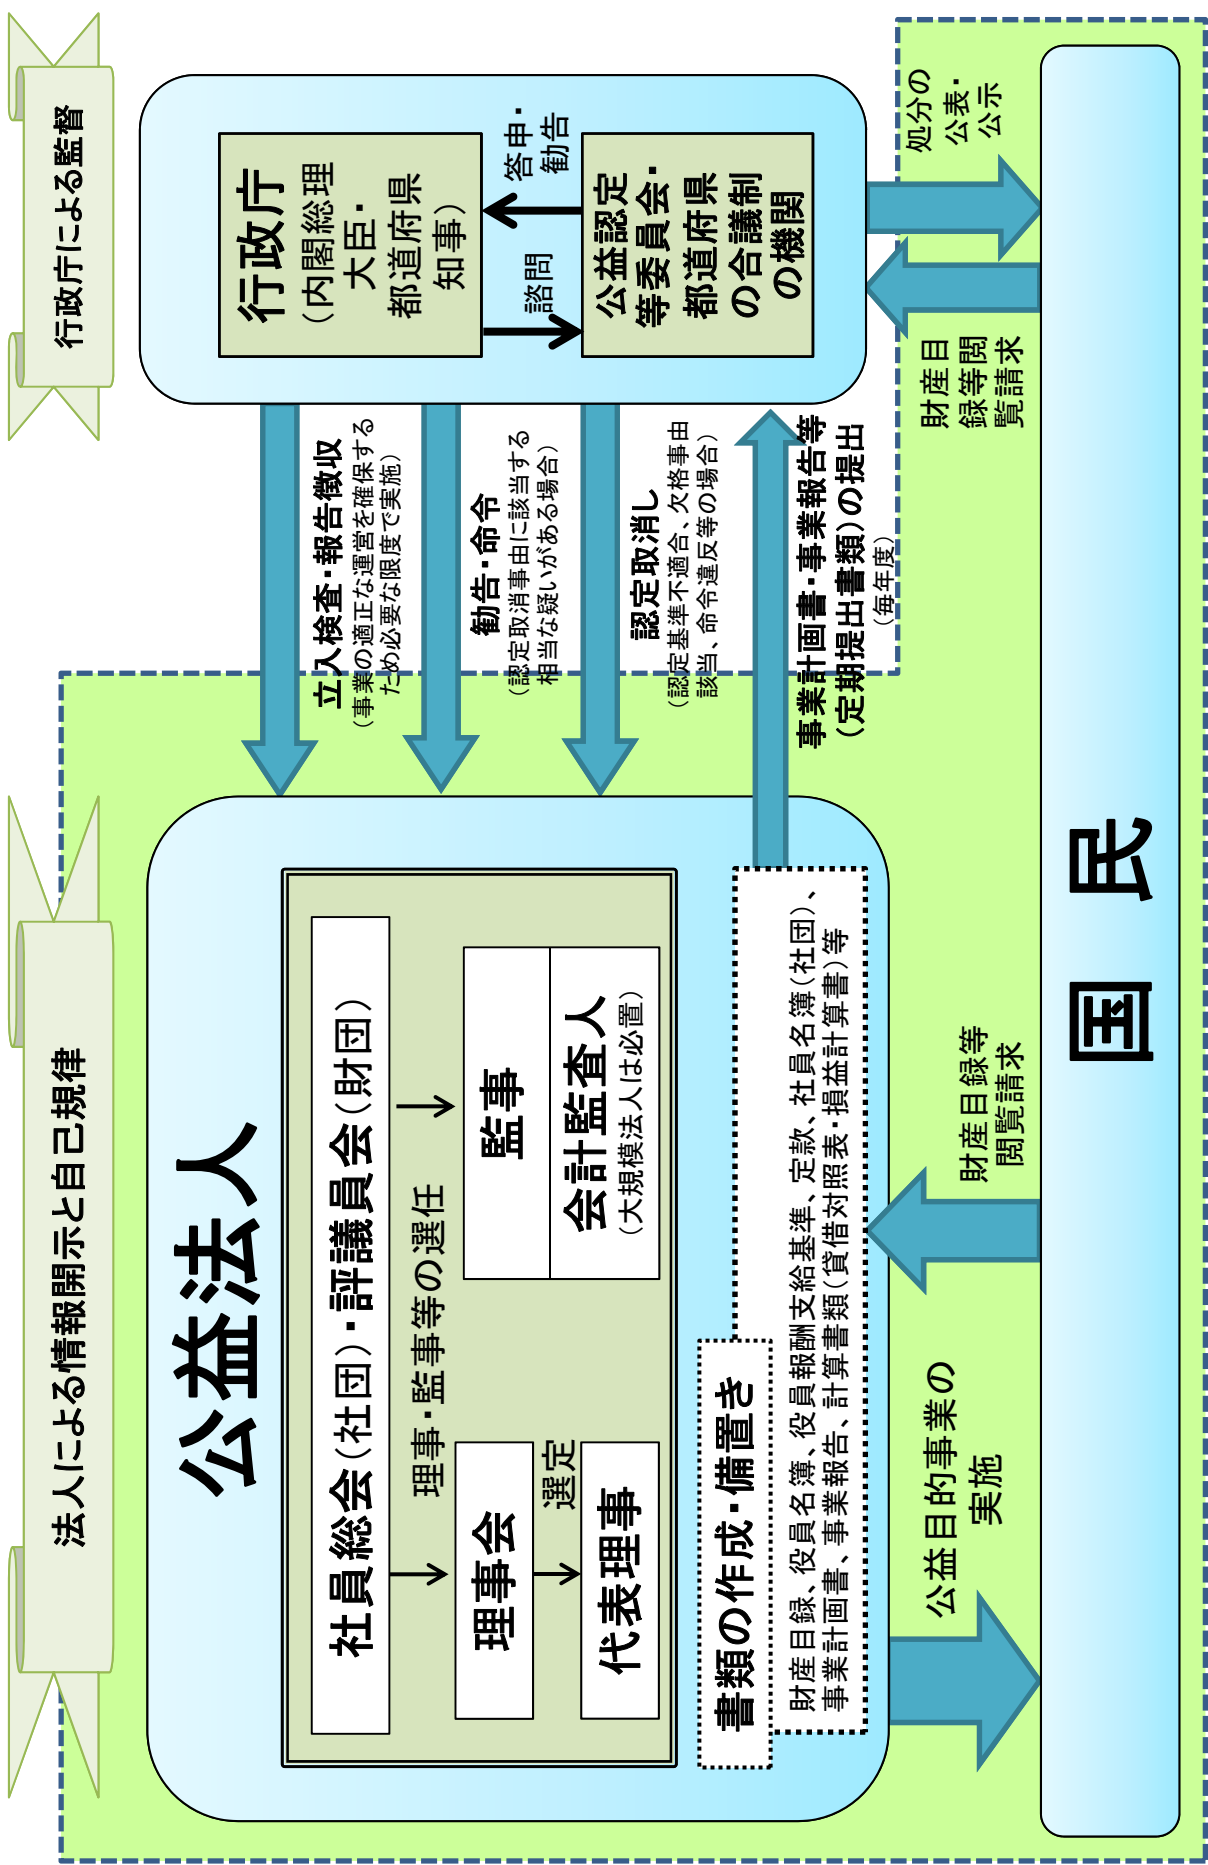 法人による情報開示と自己規律
行政庁による監督
公益法人
社員総会(社団)・評議員会(財団)
理事・監事等の選任
理事会
選定
代表理事
監事
会計監査人
(大規模法人は必置)
書類の作成・備置き
財産目録、役員名簿、役員報酬支給基準、定款、社員名簿(社団)、
事業計画書、事業報告、計算書類(貸借対照表・損益計算書)等
立入検査・報告徴収
(事業の適正な運営を確保する
ため必要な限度で実施)
勧告・命令
(認定取消事由に該当する
相当な疑いがある場合)
認定取消し
(認定基準不適合、欠格事由
該当、命令違反等の場合)
事業計画書・事業報告等
(定期提出書類)の提出
(毎年度)
行政庁
(内閣総理
大臣・
都道府県
知事)
諮問
答申・
勧告
公益認定
等委員会・
都道府県
の合議制
の機関
公益目的事業の
実施
財産目録等
閲覧請求
財産目
録等閲
覧請求
処分の
公表・
公示
国民